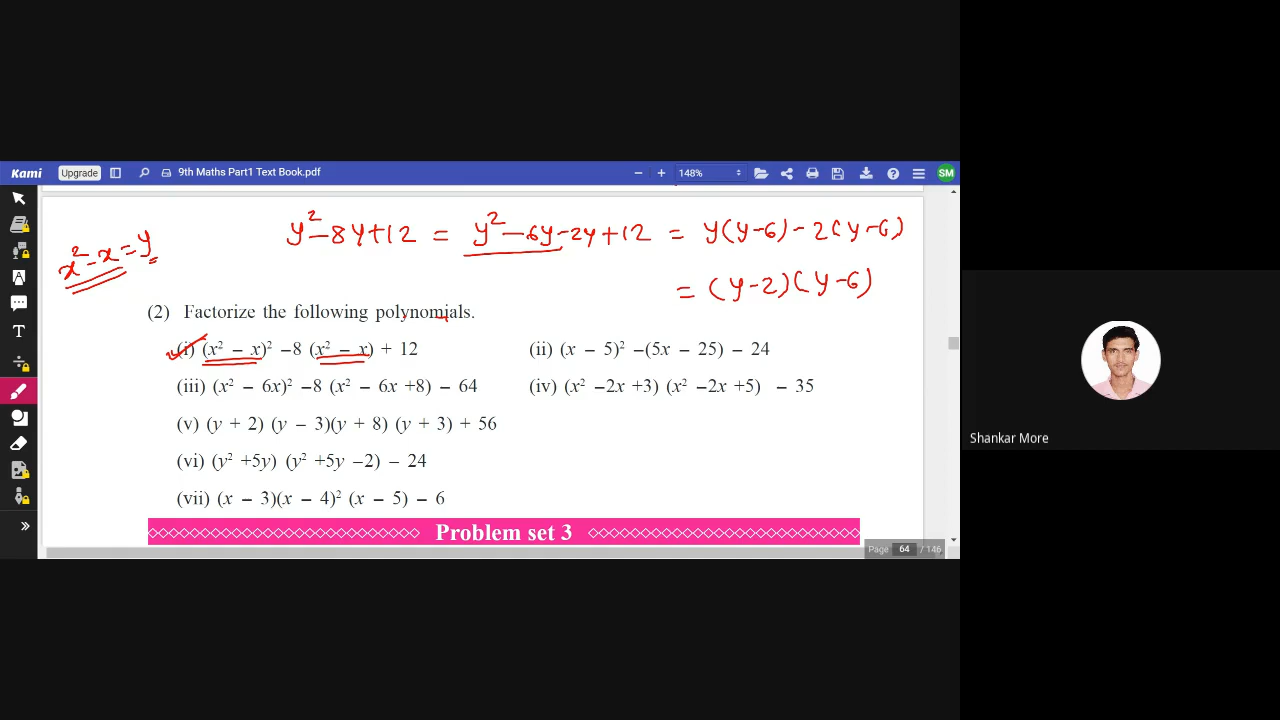 Kami Upgrade 9th Maths Part1 Text Book.pdf 148% SM
y² – 8y + 12 = y² – 6y – 2y + 12 = y(y – 6) – 2(y – 6)
x² – x = y
= (y – 2)(y – 6)
(2) Factorize the following polynomials.
(i) (x² – x)² –8 (x² – x) + 12
(ii) (x – 5)² –(5x – 25) – 24
(iii) (x² – 6x)² –8 (x² – 6x +8) – 64
(iv) (x² –2x +3) (x² –2x +5) – 35
(v) (y + 2) (y – 3)(y + 8) (y + 3) + 56
(vi) (y² +5y) (y² +5y –2) – 24
(vii) (x – 3)(x – 4)² (x – 5) – 6
Problem set 3
Page 64 / 146
Shankar More